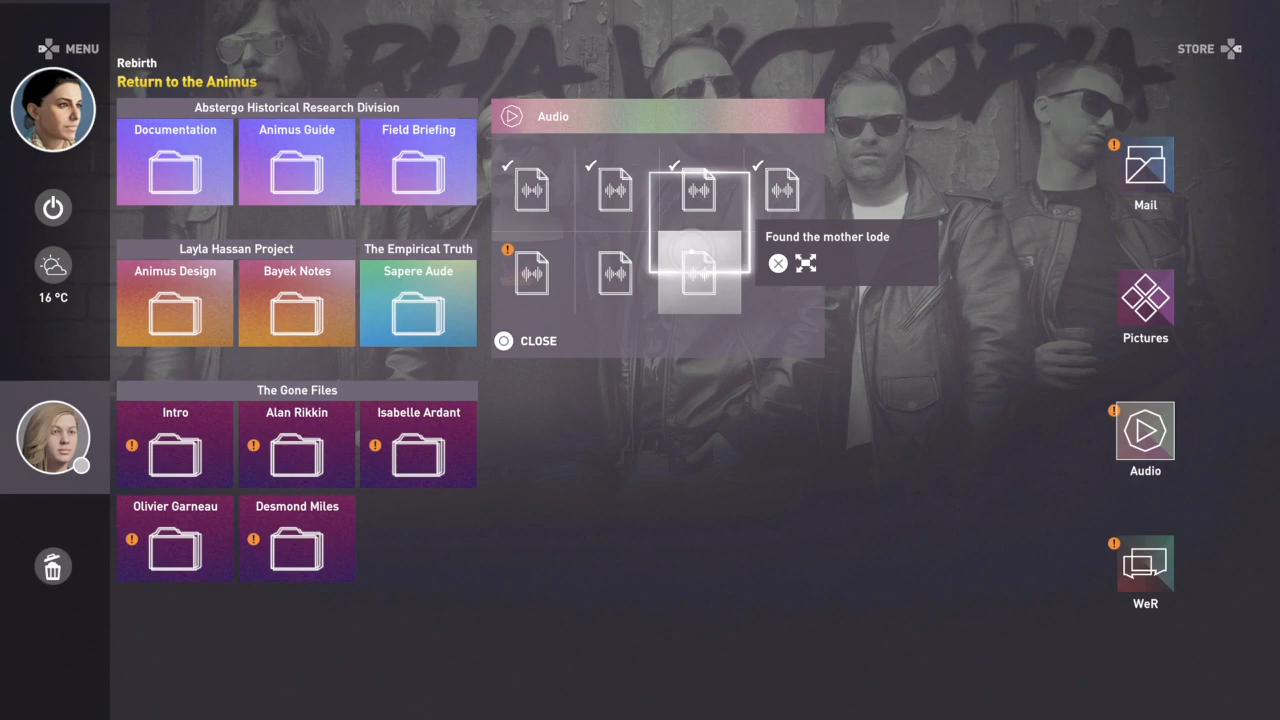 MENU
STORE
Rebirth
Return to the Animus
Abstergo Historical Research Division
Documentation
Animus Guide
Field Briefing
Audio
Layla Hassan Project
The Empirical Truth
Animus Design
Bayek Notes
Sapere Aude
Found the mother lode
16 °C
CLOSE
The Gone Files
Intro
Alan Rikkin
Isabelle Ardant
Olivier Garneau
Desmond Miles
Mail
Pictures
Audio
WeR